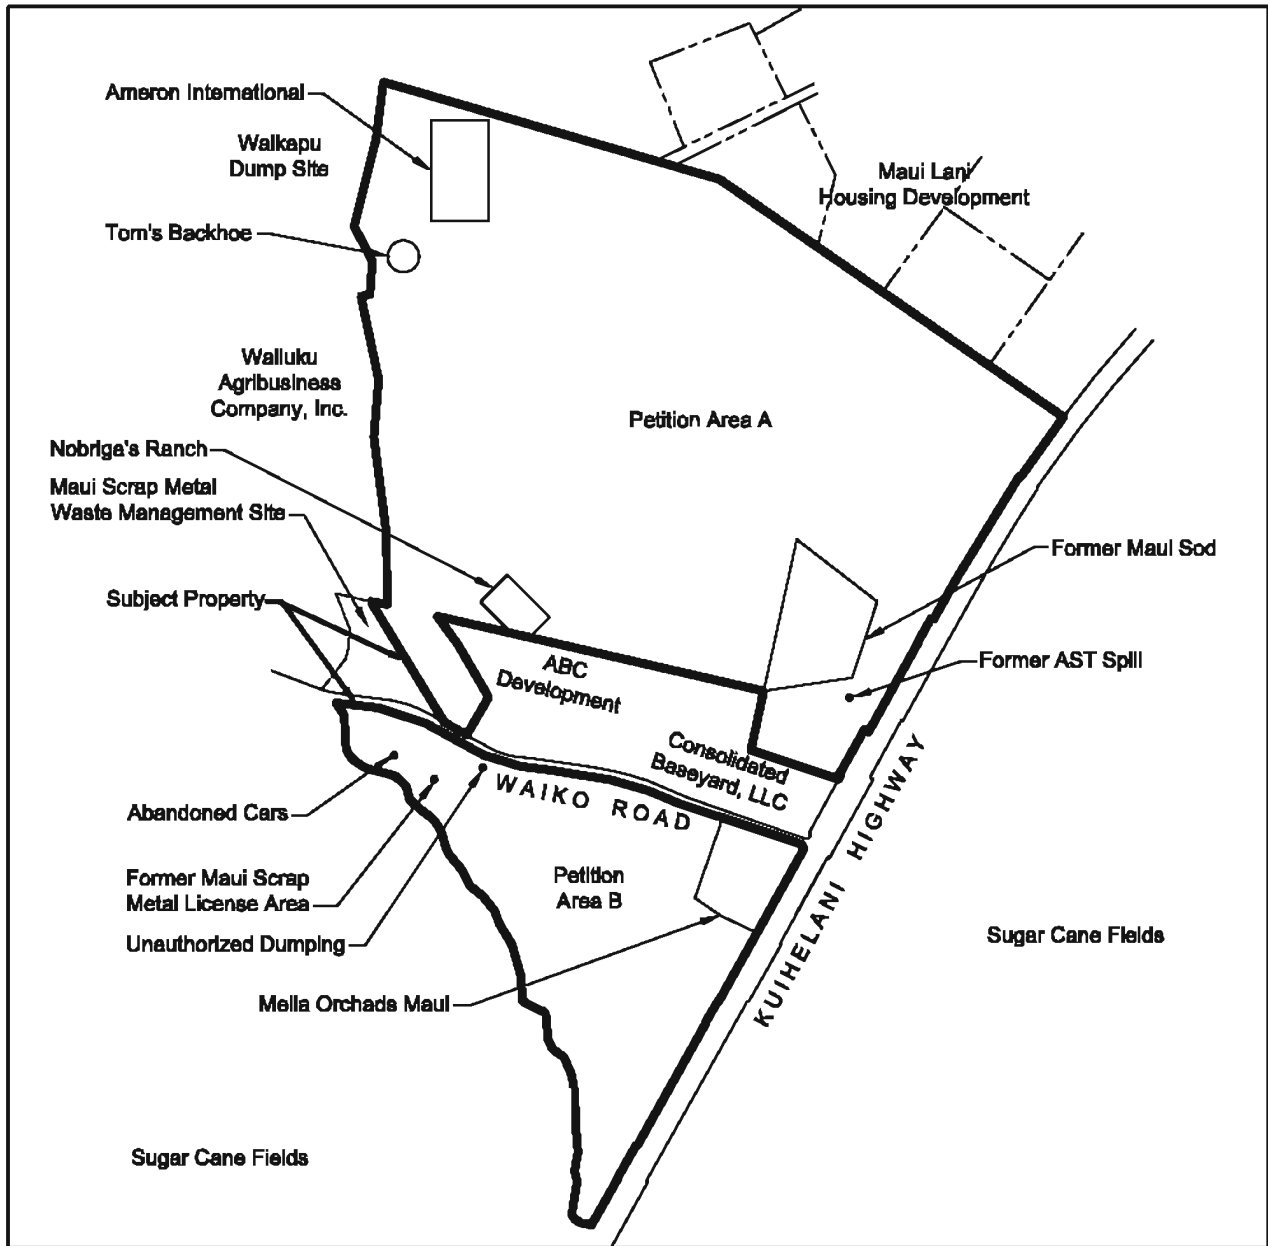 Ameron International
Waikapu
Dump Site
Tom's Backhoe
Maui Lani
Housing Development
Wailuku
Agribusiness
Company, Inc.
Petition Area A
Nobriga's Ranch
Maui Scrap Metal
Waste Management Site
Former Maui Sod
Subject Property
Former AST Spill
ABC
Development
Consolidated
Baseyard, LLC
WAIKO ROAD
KUIHELANI HIGHWAY
Abandoned Cars
Former Maui Scrap
Metal License Area
Unauthorized Dumping
Petition
Area B
Sugar Cane Fields
Melia Orchads Maui
Sugar Cane Fields